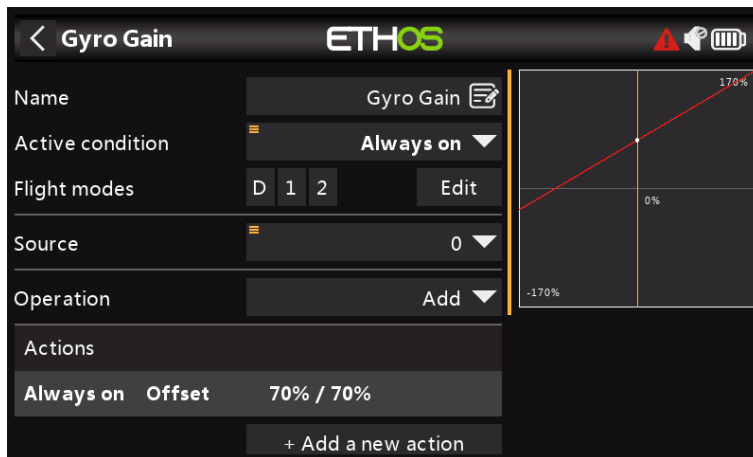 Gyro Gain
ETHOS
Name
Gyro Gain
Active condition
Always on
Flight modes
D 1 2
Edit
Source
0
Operation
Add
Actions
Always on Offset 70% / 70%
+ Add a new action
170%
0%
-170%